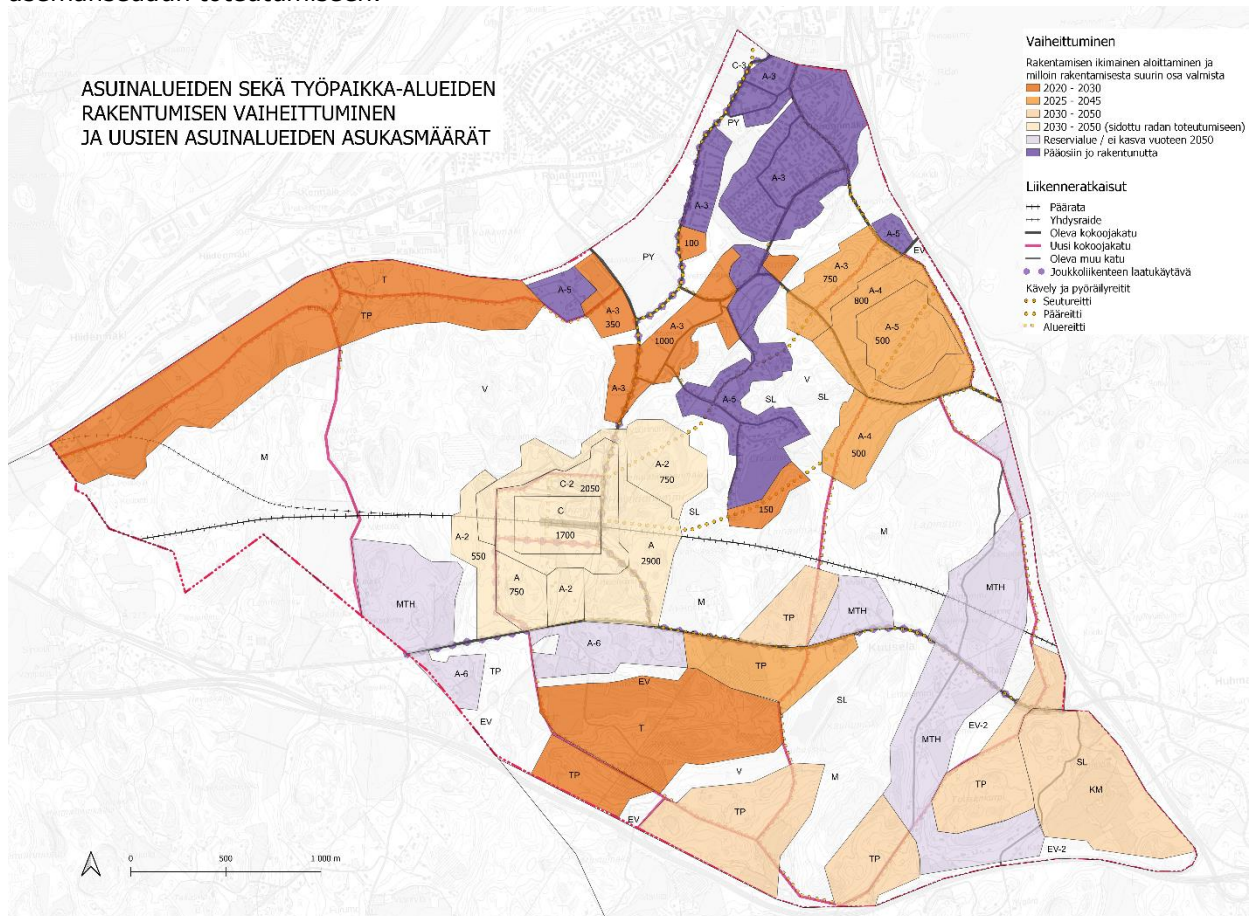 asemakaavan toteutumiseen.
ASUINALUEIDEN SEKÄ TYÖPAIKKA-ALUEIDEN
RAKENTUMISEN VAIHEITTUMINEN
JA UUSIEN ASUINALUEIDEN ASUKASMÄÄRÄT
Vaiheittuminen
Rakentamisen ikimainen aloittaminen ja
milloin rakentamisesta suurin osa valmista
2020 - 2030
2025 - 2045
2030 - 2050
2030 - 2050 (sidottu radan toteutumiseen)
Reservialue / ei kasva vuoteen 2050
Pääosiin jo rakentunutta
Liikenneratkaisut
Päärata
Yhdysraide
Oleva kokoojakatu
Uusi kokoojakatu
Oleva muu katu
Joukkoliikenteen laatukäytävä
Kävely ja pyöräilyreitit
Seutureitti
Pääreitti
Aluereitti
C-3
A-3
PY
A-3
A-3
A-5
EV
100
PY
A-3
750
A-4
800
A-5
500
T
TP
A-5
A-3
350
A-3
1000
A-3
V
V
SL
SL
A-5
A-4
500
M
A-2
750
C-2
2050
C
1700
SL
150
A-2
550
A
2900
A
750
A-2
M
M
MTH
TP
MTH
MTH
A-6
A-6
TP
EV
EV
TP
SL
T
EV-2
MTH
SL
KM
TP
V
M
TP
TP
EV
TP
EV-2
0
500
1 000 m